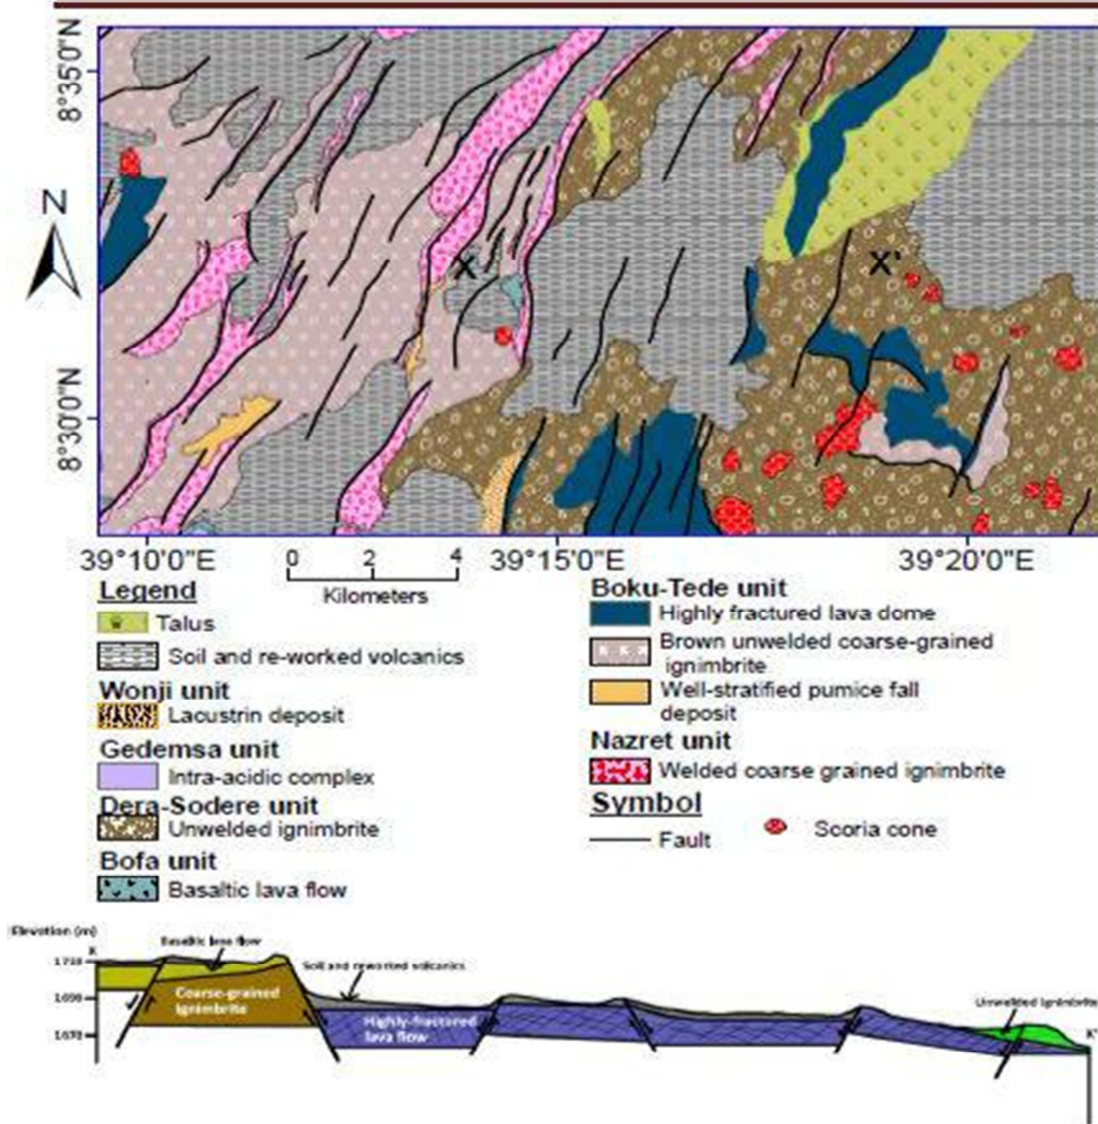 8°35'0"N
N
X
X'
8°30'0"N
39°10'0"E
0 2 4
39°15'0"E
39°20'0"E
Kilometers
Legend
Talus
Soil and re-worked volcanics
Wonji unit
Lacustrin deposit
Gedemsa unit
Intra-acidic complex
Dera-Sodere unit
Unwelded ignimbrite
Bofa unit
Basaltic lava flow
Boku-Tede unit
Highly fractured lava dome
Brown unwelded coarse-grained
ignimbrite
Well-stratified pumice fall
deposit
Nazret unit
Welded coarse grained ignimbrite
Symbol
Fault
Scoria cone
Elevation (m)
X
Basaltic lava flow
1710
Soil and reworked volcanics
Coarse-grained
ignimbrite
1690
Unwelded ignimbrite
Highly-fractured
lava flow
1670
X'